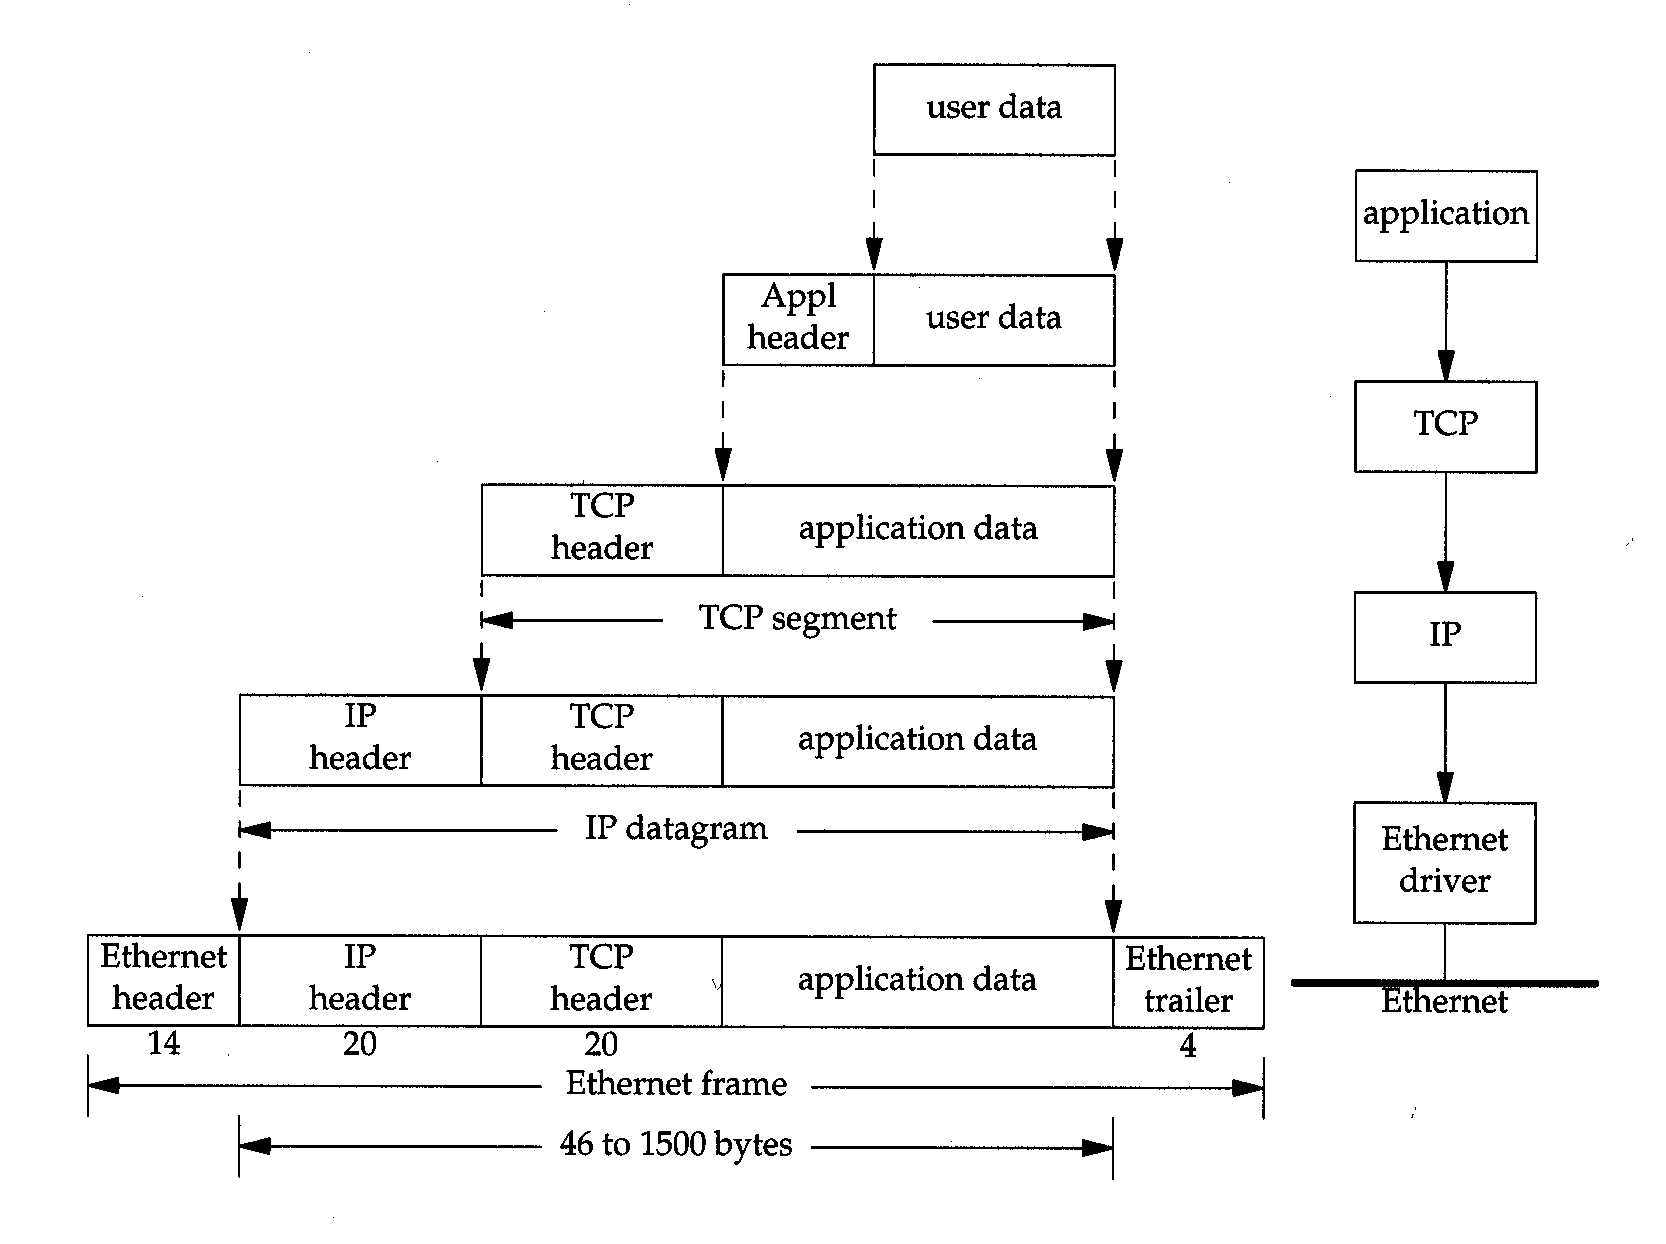 user data
application
Appl
header
user data
TCP
TCP
header
application data
TCP segment
IP
IP
header
TCP
header
application data
IP datagram
Ethernet
driver
Ethernet
header
IP
header
TCP
header
application data
Ethernet
trailer
Ethernet
14 20 20 4
Ethernet frame
46 to 1500 bytes